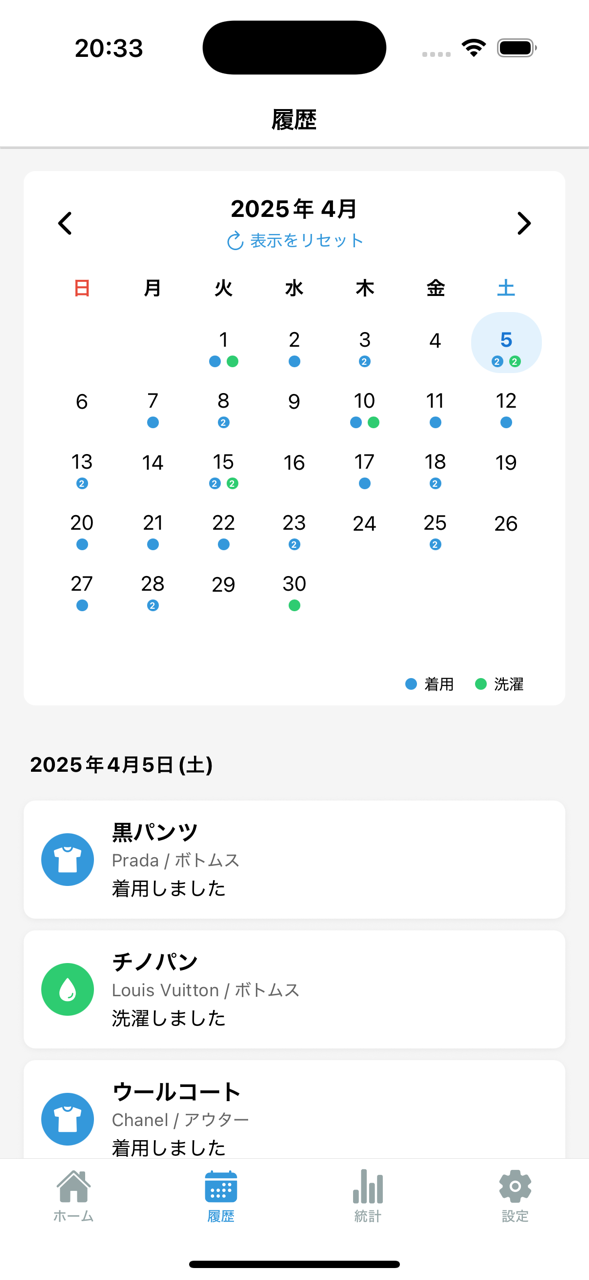 20:33
履歴
2025年 4月
表示をリセット
日 月 火 水 木 金 土
1 2 3 4 5
2 2 2
6 7 8 9 10 11 12
2
13 14 15 16 17 18 19
2 2 2 2
20 21 22 23 24 25 26
2 2
27 28 29 30
2
着用 洗濯
2025年4月5日(土)
黒パンツ
Prada / ボトムス
着用しました
チノパン
Louis Vuitton / ボトムス
洗濯しました
ウールコート
Chanel / アウター
着用しました
ホーム 履歴 統計 設定